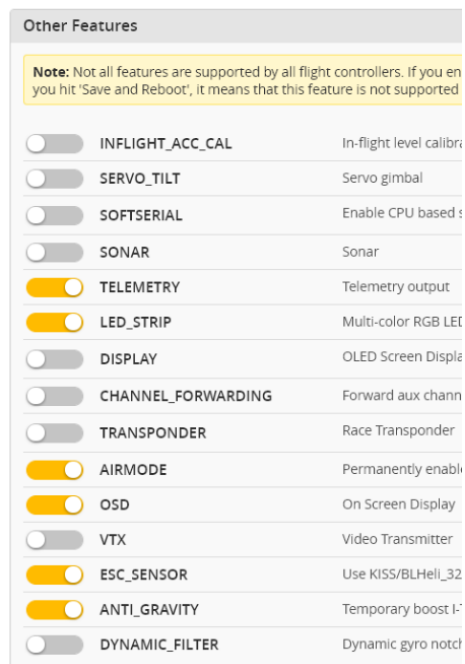 Other Features
Note: Not all features are supported by all flight controllers. If you en
you hit 'Save and Reboot', it means that this feature is not supported
INFLIGHT_ACC_CAL In-flight level calibra
SERVO_TILT Servo gimbal
SOFTSERIAL Enable CPU based s
SONAR Sonar
TELEMETRY Telemetry output
LED_STRIP Multi-color RGB LED
DISPLAY OLED Screen Displa
CHANNEL_FORWARDING Forward aux chann
TRANSPONDER Race Transponder
AIRMODE Permanently enable
OSD On Screen Display
VTX Video Transmitter
ESC_SENSOR Use KISS/BLHeli_32
ANTI_GRAVITY Temporary boost I-T
DYNAMIC_FILTER Dynamic gyro notch